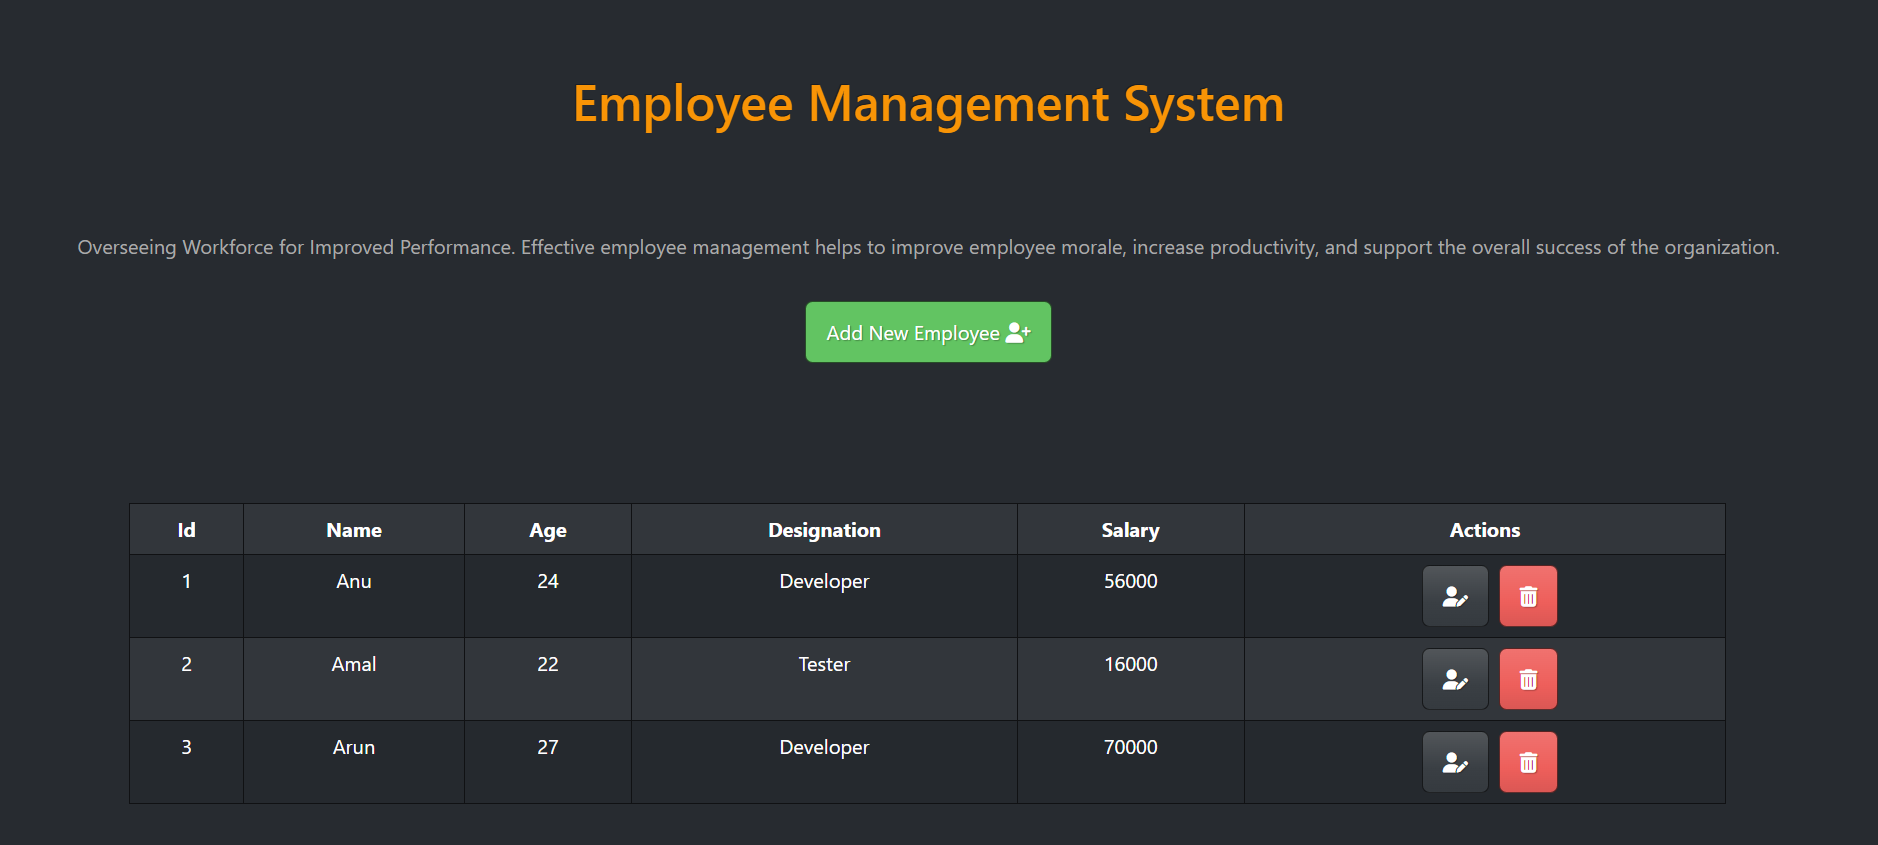 Employee Management System
Overseeing Workforce for Improved Performance. Effective employee management helps to improve employee morale, increase productivity, and support the overall success of the organization.
Add New Employee
Id Name Age Designation Salary Actions
1 Anu 24 Developer 56000
2 Amal 22 Tester 16000
3 Arun 27 Developer 70000